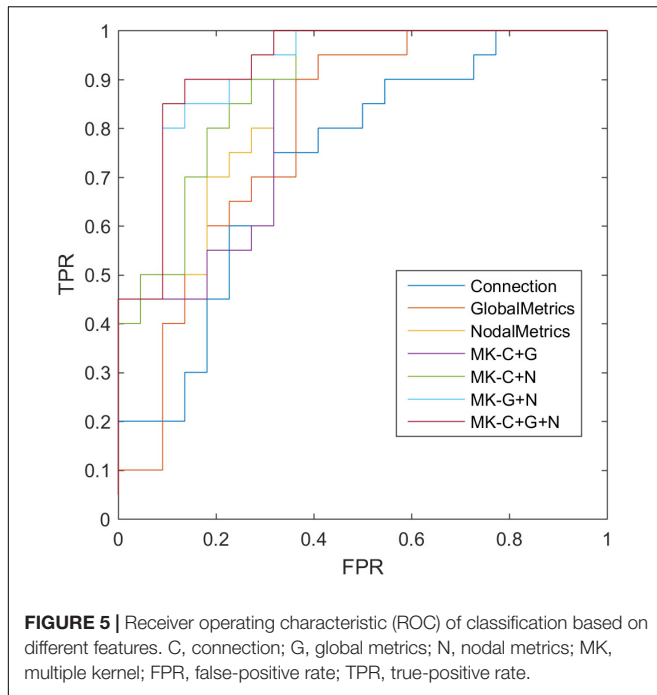 1
0.9
0.8
0.7
0.6
0.5
0.4
0.3
0.2
0.1
0
TPR
0 0.2 0.4 0.6 0.8 1
FPR
Connection
GlobalMetrics
NodalMetrics
MK-C+G
MK-C+N
MK-G+N
MK-C+G+N
FIGURE 5 | Receiver operating characteristic (ROC) of classification based on
different features. C, connection; G, global metrics; N, nodal metrics; MK,
multiple kernel; FPR, false-positive rate; TPR, true-positive rate.